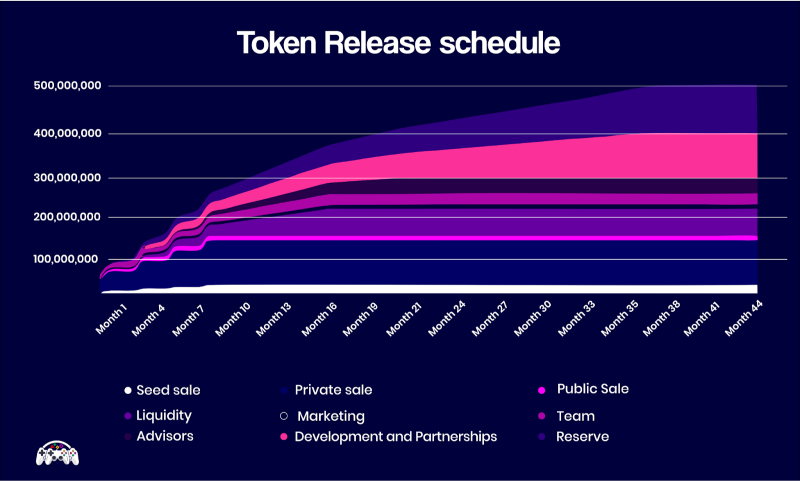 Token Release schedule
500,000,000
400,000,000
300,000,000
200,000,000
100,000,000
Month 1
Month 4
Month 7
Month 10
Month 13
Month 16
Month 19
Month 21
Month 24
Month 27
Month 30
Month 33
Month 35
Month 38
Month 41
Month 44
Seed sale
Private sale
Public Sale
Liquidity
Marketing
Team
Advisors
Development and Partnerships
Reserve